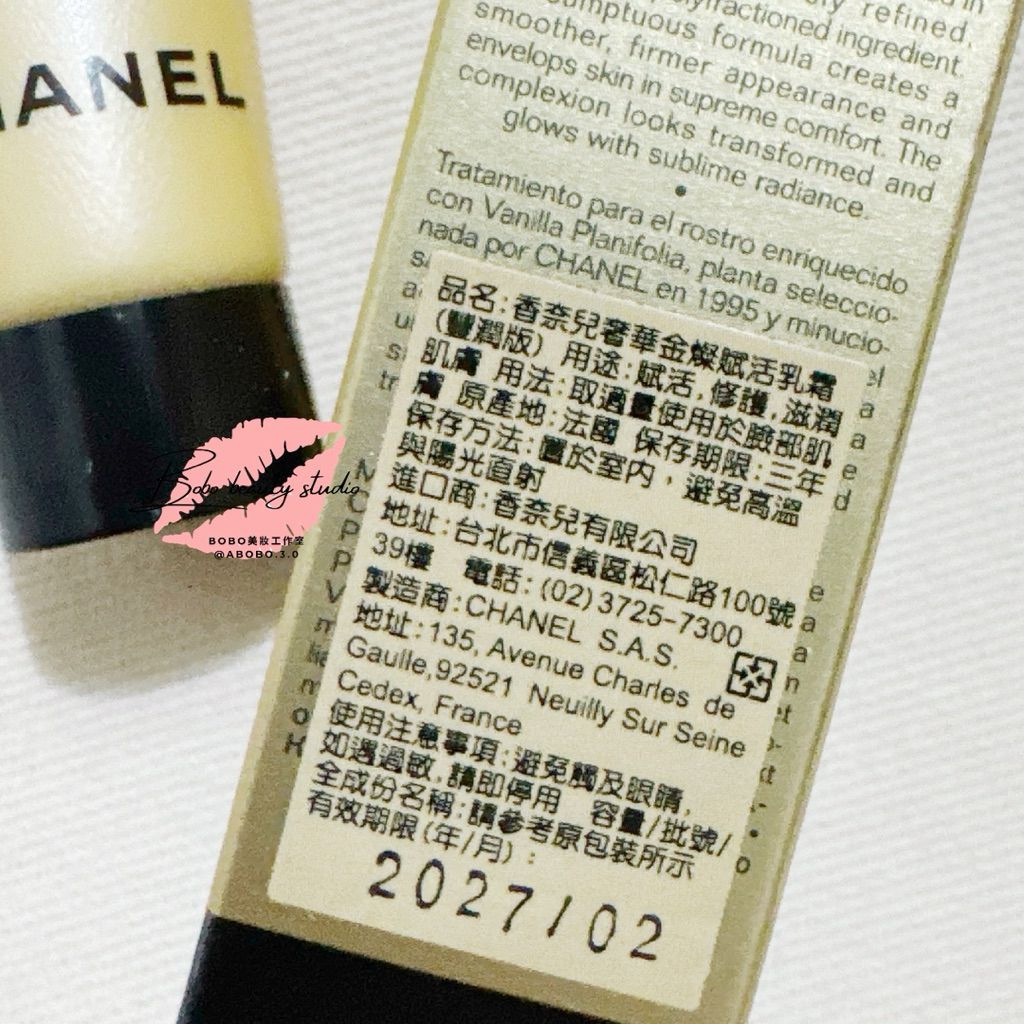 HANEL
refined.
olyfractioned ingredient.
sumptuous formula creates a
smoother, firmer appearance and
envelops skin in supreme comfort. The
complexion looks transformed and
glows with sublime radiance.
•
Tratamiento para el rostro enriquecido
con Vanilla Planifolia, planta seleccio-
nada por CHANEL en 1995 y minucio-
品名:香奈兒奢華金燦賦活乳霜
(豐潤版) 用途:賦活,修護,滋潤
肌膚 用法:取適量使用於臉部肌
膚 原產地:法國 保存期限:三年
保存方法:置於室內,避免高溫
與陽光直射
進口商:香奈兒有限公司
地址:台北市信義區松仁路100號
39樓 電話:(02)3725-7300
製造商:CHANEL S.A.S.
地址:135, Avenue Charles de
Gaulle,92521 Neuilly Sur Seine
Cedex, France
使用注意事項:避免觸及眼睛,
如遇過敏,請即停用 容量/批號/
全成份名稱:請參考原包裝所示
有效期限(年/月):
2027/02
Bobo beauty studio
BOBO美妝工作室
@ABOBO.3.0